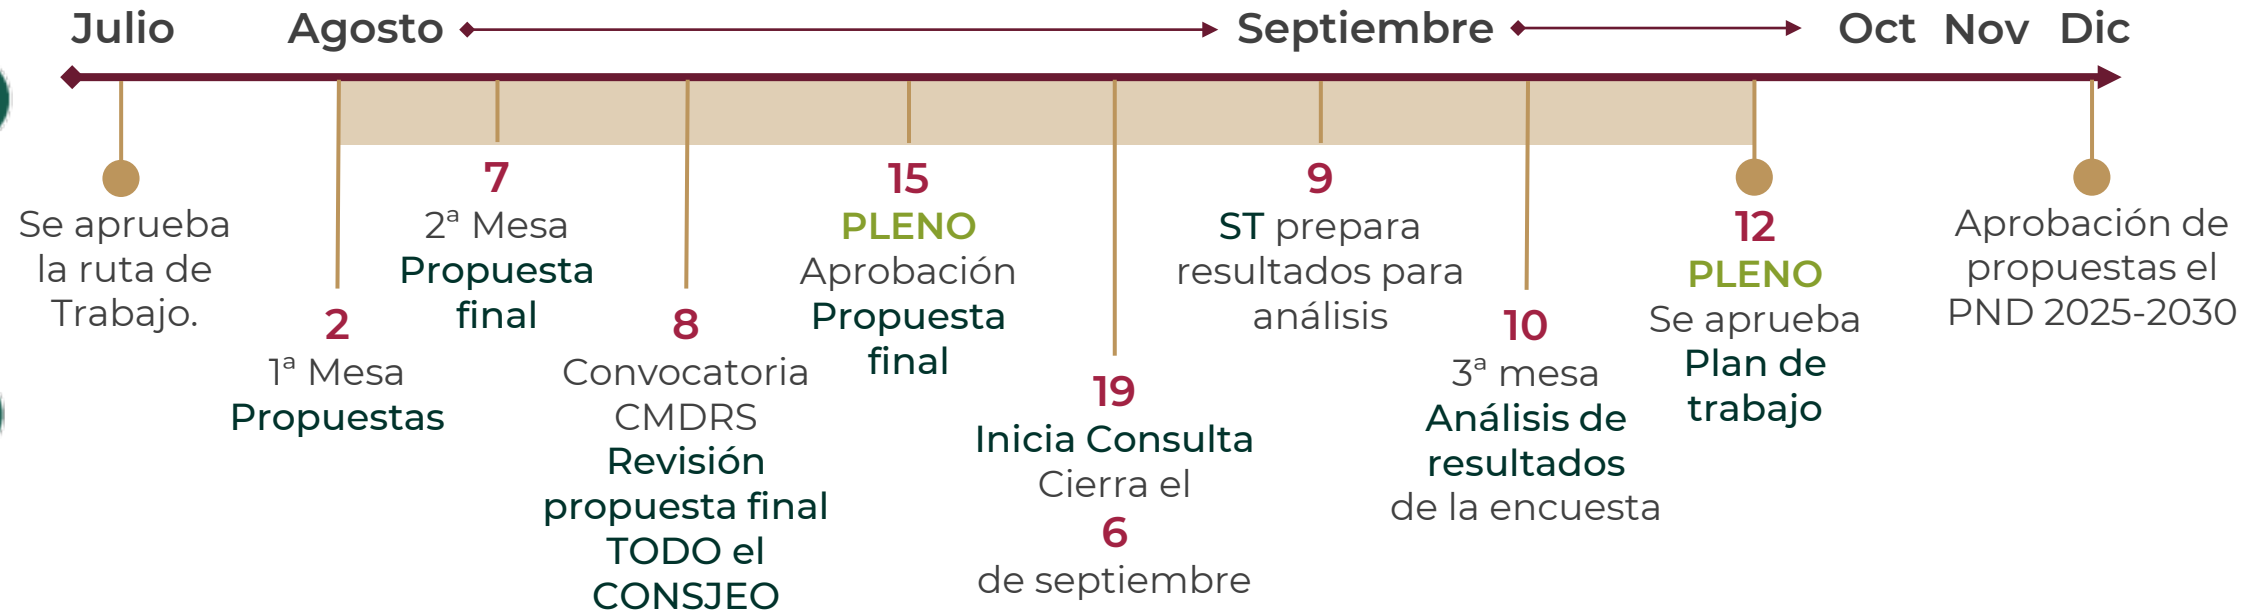 Julio Agosto Septiembre Oct Nov Dic
Se aprueba
la ruta de
Trabajo.
2
1ª Mesa
Propuestas
7
2ª Mesa
Propuesta
final
8
Convocatoria
CMDRS
Revisión
propuesta final
TODO el
CONSJEO
15
PLENO
Aprobación
Propuesta
final
19
Inicia Consulta
Cierra el
6
de septiembre
9
ST prepara
resultados para
análisis
10
3ª mesa
Análisis de
resultados
de la encuesta
12
PLENO
Se aprueba
Plan de
trabajo
Aprobación de
propuestas el
PND 2025-2030